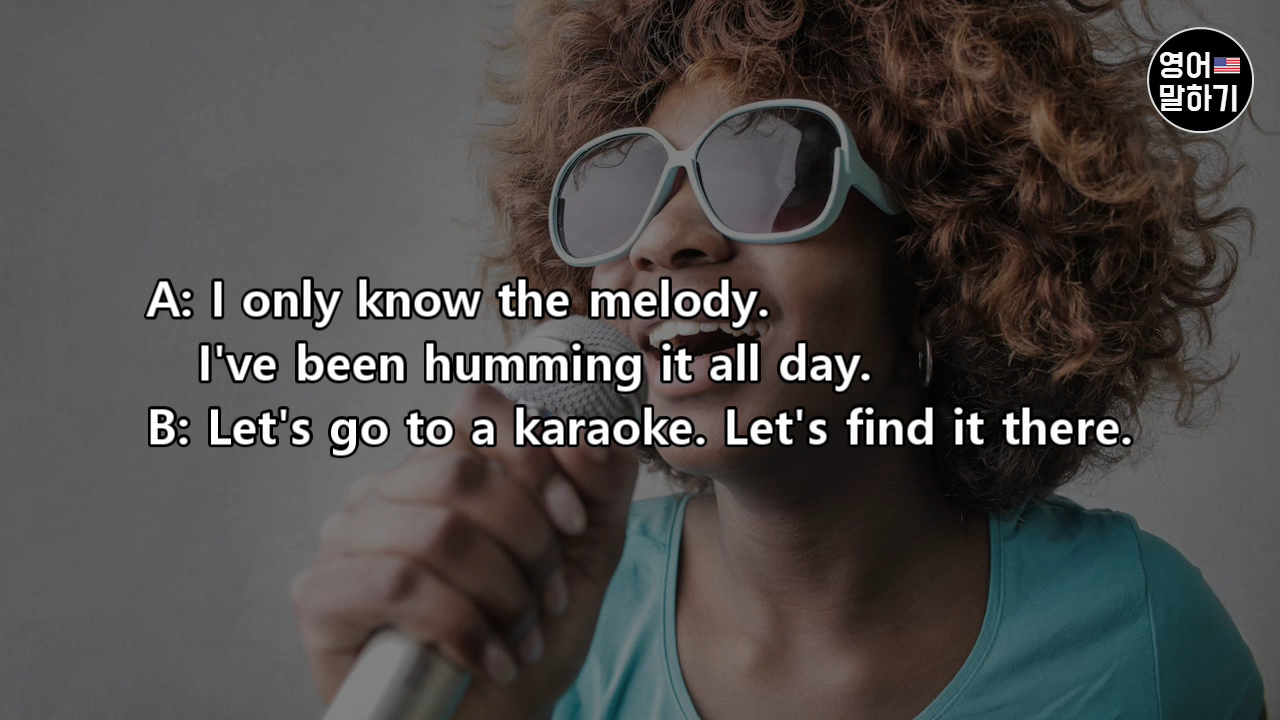 영어
말하기
A: I only know the melody.
I've been humming it all day.
B: Let's go to a karaoke. Let's find it there.